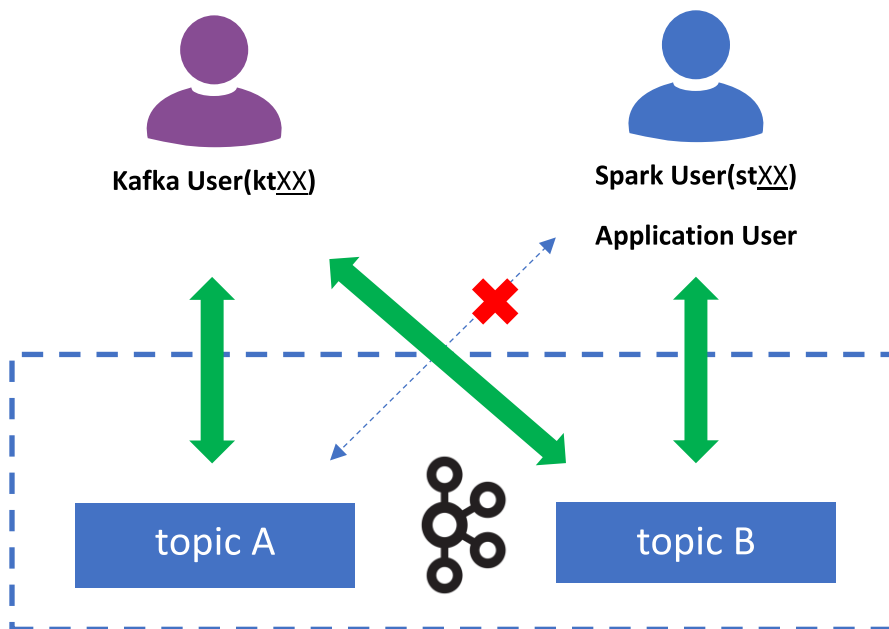 Kafka User(ktXX)
Spark User(stXX)
Application User
topic A
topic B